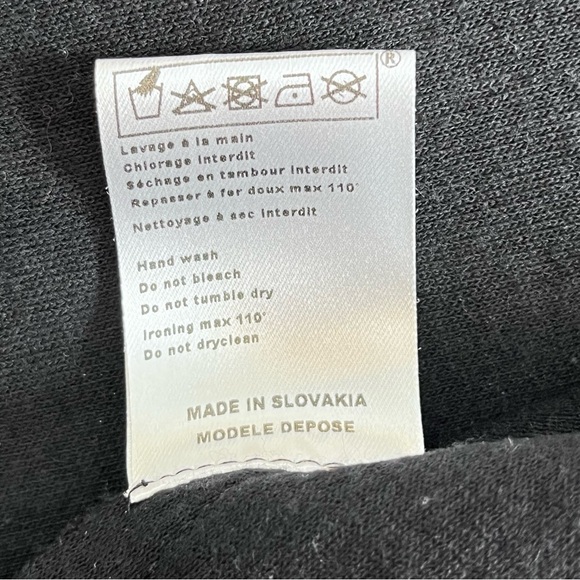 ®
Lavage à la main
Chlorage interdit
Séchage en tambour interdit
Repasser à fer doux max 110°
Nettoyage à sec interdit
Hand wash
Do not bleach
Do not tumble dry
Ironing max 110°
Do not dryclean
MADE IN SLOVAKIA
MODELE DEPOSE